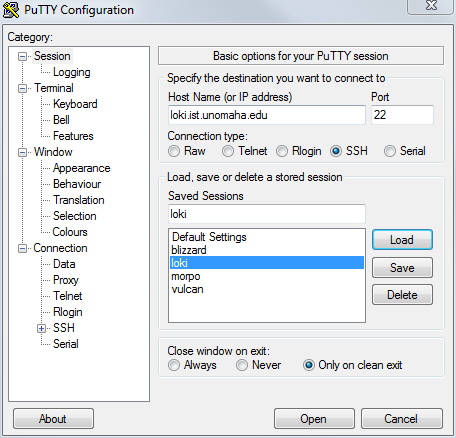 PuTTY Configuration
Category:
Session
Logging
Terminal
Keyboard
Bell
Features
Window
Appearance
Behaviour
Translation
Selection
Colours
Connection
Data
Proxy
Telnet
Rlogin
SSH
Serial
Basic options for your PuTTY session
Specify the destination you want to connect to
Host Name (or IP address) Port
loki.ist.unomaha.edu 22
Connection type:
Raw Telnet Rlogin SSH Serial
Load, save or delete a stored session
Saved Sessions
loki
Default Settings
blizzard
loki
morpo
vulcan
Load
Save
Delete
Close window on exit:
Always Never Only on clean exit
About Open Cancel